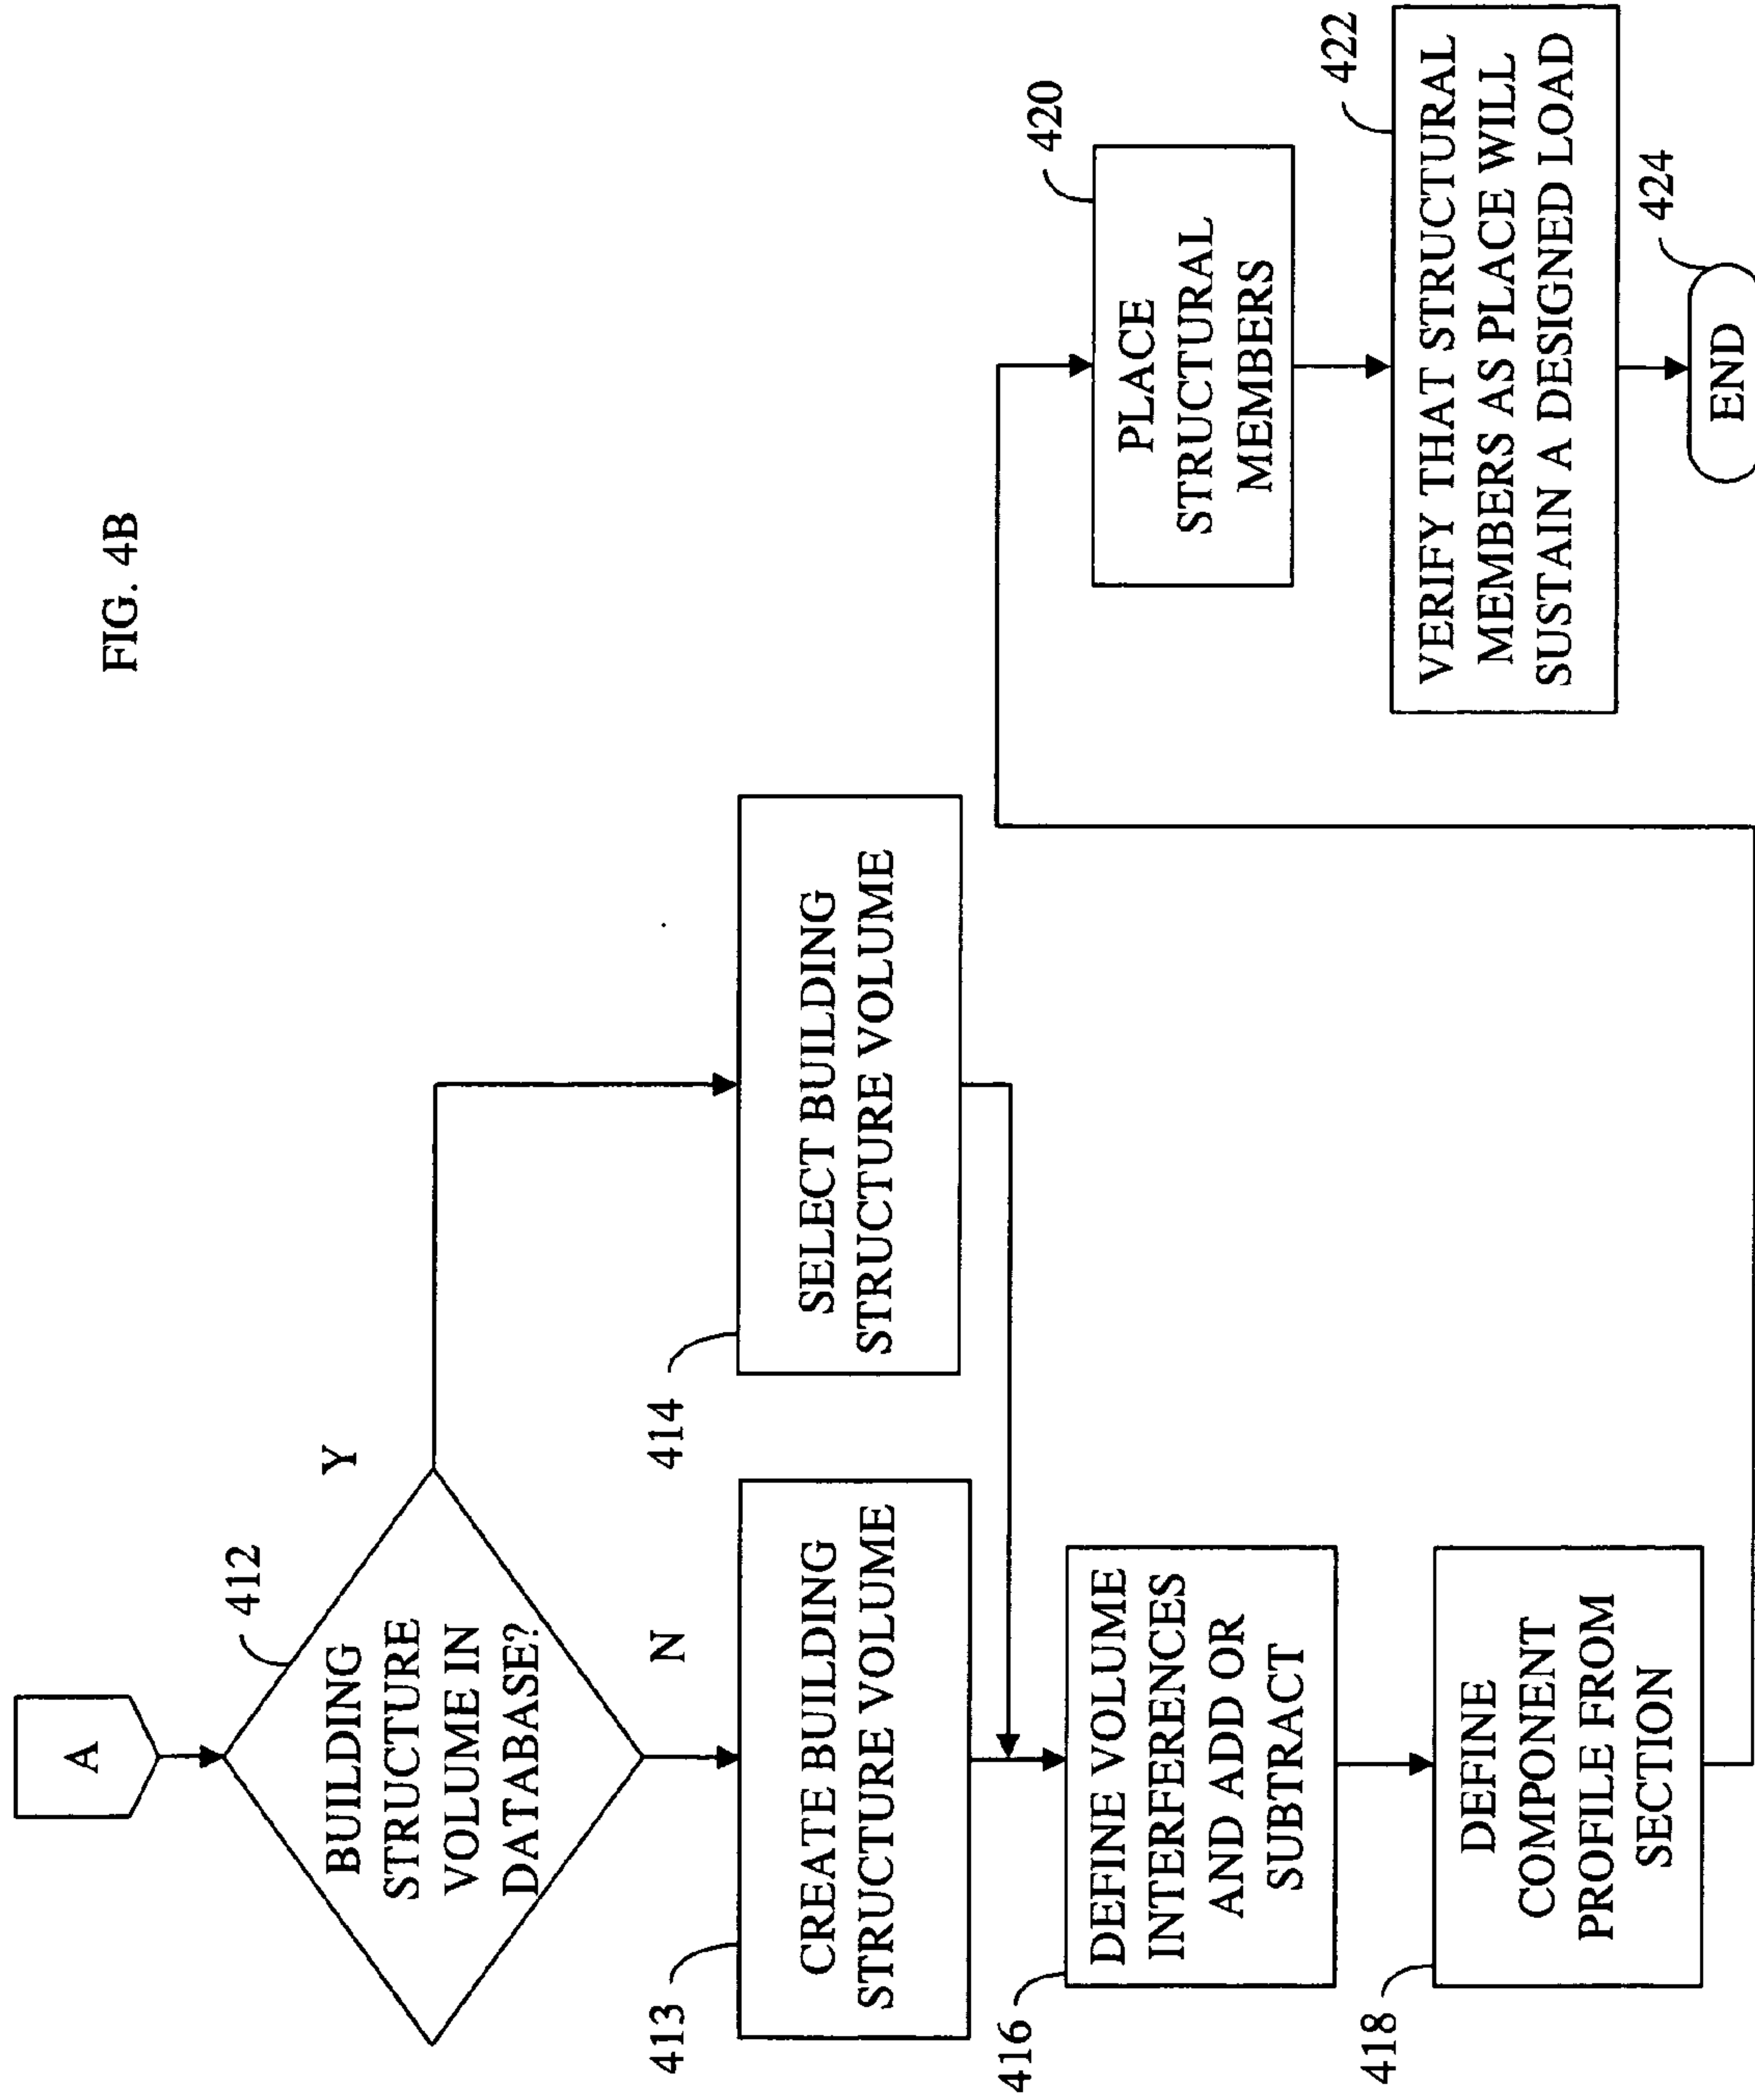 FIG. 4B
A
412
BUILDING
STRUCTURE
VOLUME IN
DATABASE?
Y
N
413
CREATE BUILDING
STRUCTURE VOLUME
414
SELECT BUILDING
STRUCTURE VOLUME
416
DEFINE VOLUME
INTERFERENCES
AND ADD OR
SUBTRACT
418
DEFINE
COMPONENT
PROFILE FROM
SECTION
420
PLACE
STRUCTURAL
MEMBERS
422
VERIFY THAT STRUCTURAL
MEMBERS AS PLACE WILL
SUSTAIN A DESIGNED LOAD
424
END